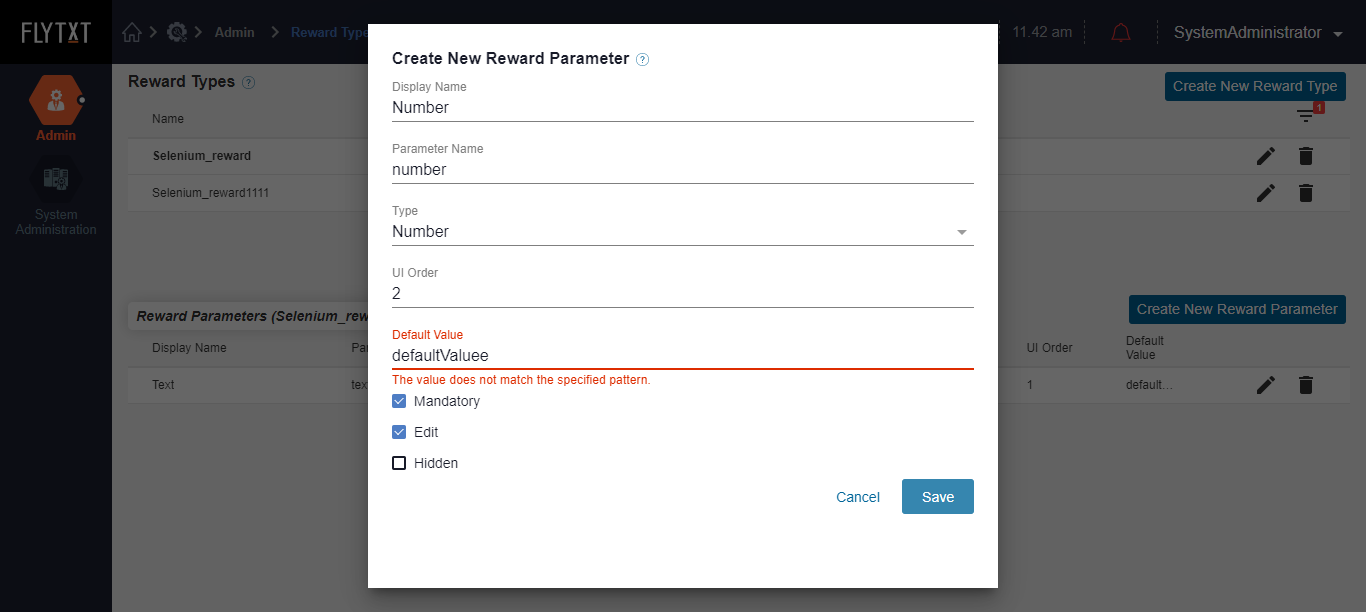 FLYTXT
Admin
Reward Type
11.42 am
SystemAdministrator
Admin
System
Administration
Reward Types ?
Create New Reward Type
Name
1
Selenium_reward
Selenium_reward1111
Reward Parameters (Selenium_rew
Create New Reward Parameter
Display Name
UI Order
Default
Value
Text
1
default...
Create New Reward Parameter ?
Display Name
Number
Parameter Name
number
Type
Number
UI Order
2
Default Value
defaultValuee
The value does not match the specified pattern.
Mandatory
Edit
Hidden
Cancel
Save